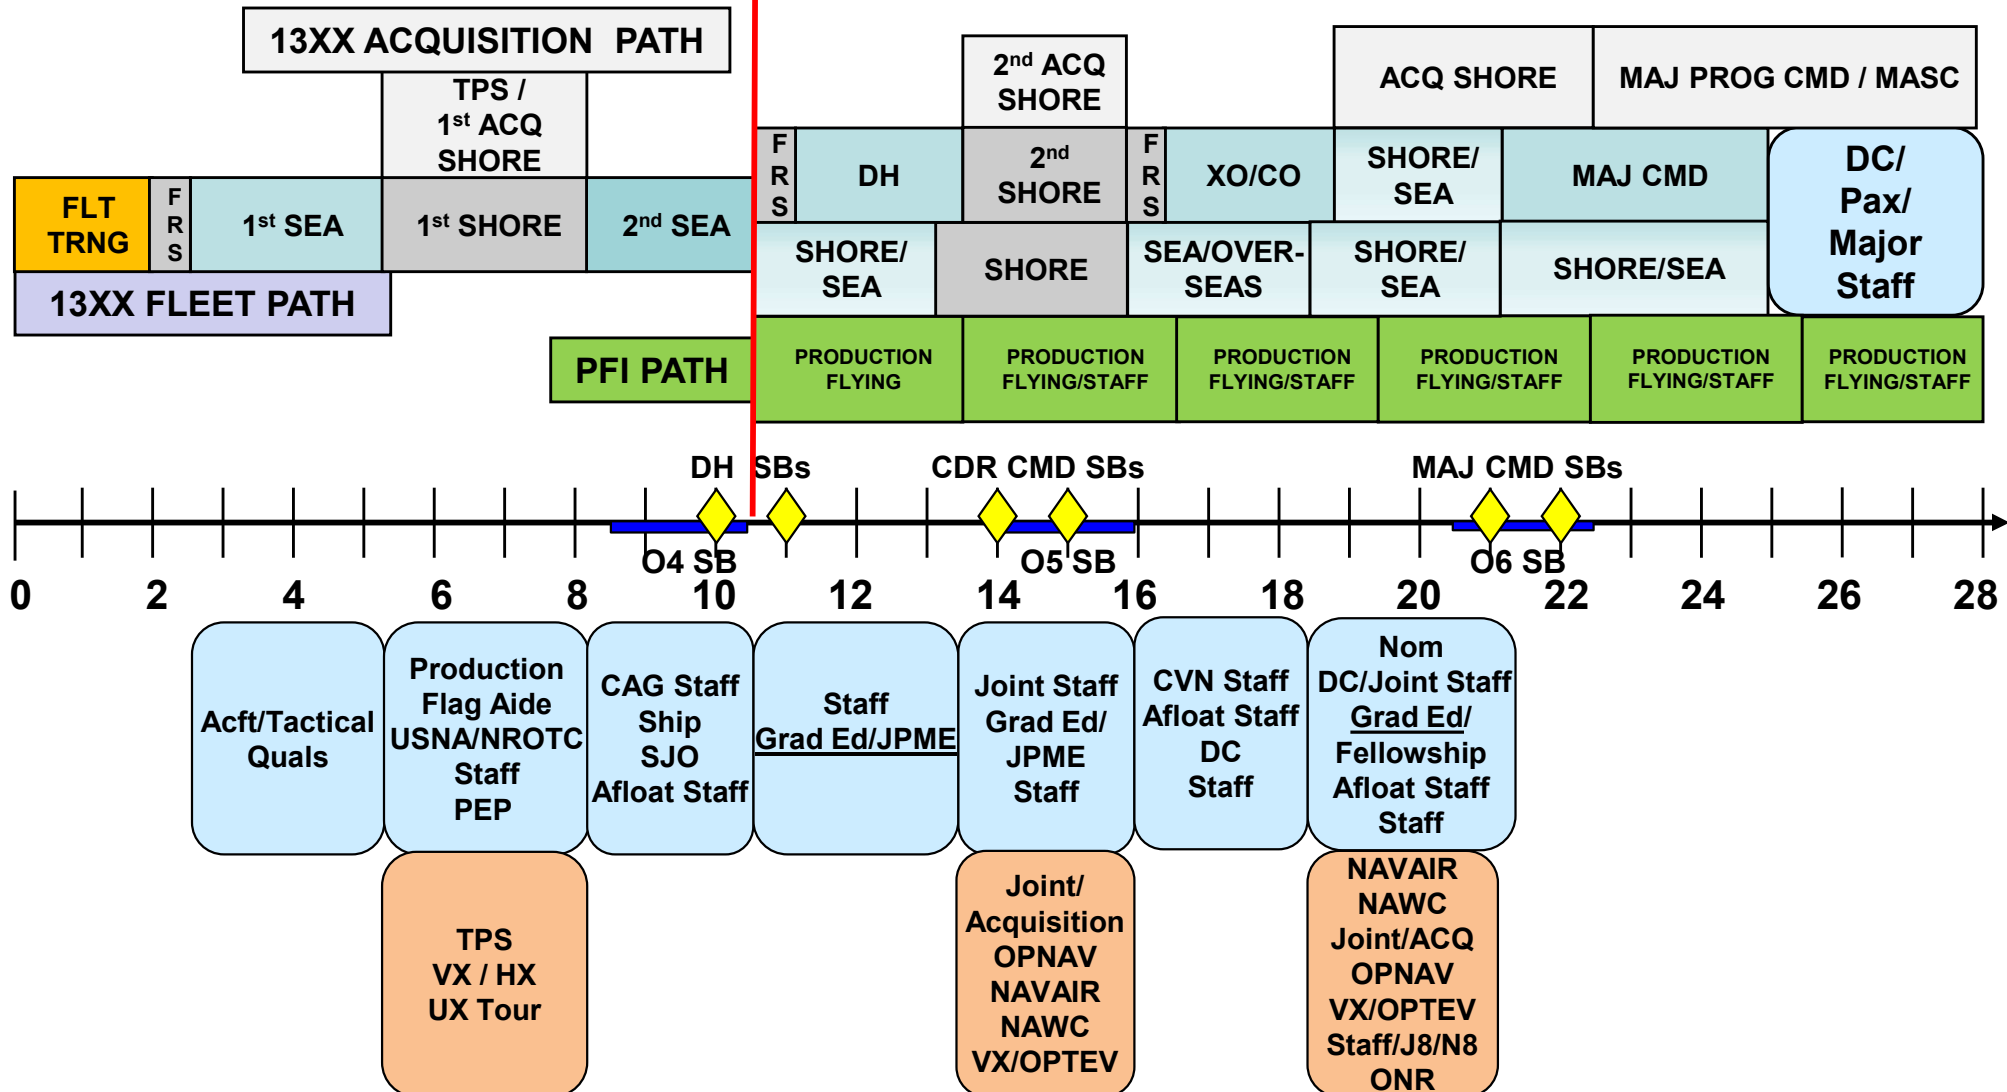 13XX ACQUISITION PATH
TPS /
1st ACQ
SHORE
2nd ACQ
SHORE
ACQ SHORE
MAJ PROG CMD / MASC
FLT
TRNG
F
R
S
1st SEA
1st SHORE
2nd SEA
F
R
S
DH
2nd
SHORE
F
R
S
XO/CO
SHORE/
SEA
MAJ CMD
DC/
Pax/
Major
Staff
13XX FLEET PATH
SHORE/
SEA
SHORE
SEA/OVER-
SEAS
SHORE/
SEA
SHORE/SEA
PFI PATH
PRODUCTION
FLYING
PRODUCTION
FLYING/STAFF
PRODUCTION
FLYING/STAFF
PRODUCTION
FLYING/STAFF
PRODUCTION
FLYING/STAFF
PRODUCTION
FLYING/STAFF
DH SBs
CDR CMD SBs
MAJ CMD SBs
O4 SB
O5 SB
O6 SB
0 2 4 6 8 10 12 14 16 18 20 22 24 26 28
Acft/Tactical
Quals
Production
Flag Aide
USNA/NROTC
Staff
PEP
CAG Staff
Ship
SJO
Afloat Staff
Staff
Grad Ed/JPME
Joint Staff
Grad Ed/
JPME
Staff
CVN Staff
Afloat Staff
DC
Staff
Nom
DC/Joint Staff
Grad Ed/
Fellowship
Afloat Staff
Staff
TPS
VX / HX
UX Tour
Joint/
Acquisition
OPNAV
NAVAIR
NAWC
VX/OPTEV
NAVAIR
NAWC
Joint/ACQ
OPNAV
VX/OPTEV
Staff/J8/N8
ONR